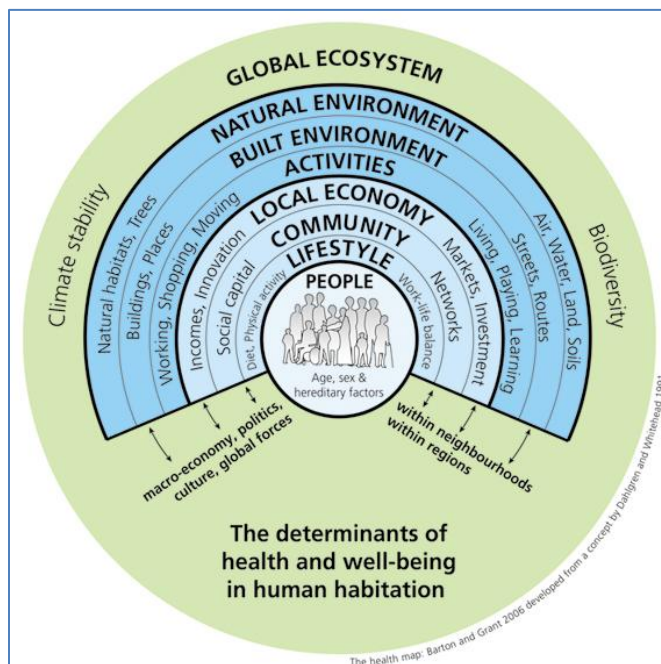 GLOBAL ECOSYSTEM
NATURAL ENVIRONMENT
BUILT ENVIRONMENT
ACTIVITIES
LOCAL ECONOMY
COMMUNITY
LIFESTYLE
PEOPLE
Age, sex &
hereditary factors
Climate stability
Natural habitats, Trees
Buildings, Places
Working, Shopping, Moving
Incomes, Innovation
Social capital
Diet, Physical activity
Work-life balance
Networks
Markets, Investment
Living, Playing, Learning
Streets, Routes
Air, Water, Land, Soils
Biodiversity
macro-economy, politics,
culture, global forces
within neighbourhoods
within regions
The determinants of
health and well-being
in human habitation
The health map: Barton and Grant 2006 developed from a concept by Dahlgren and Whitehead 1991